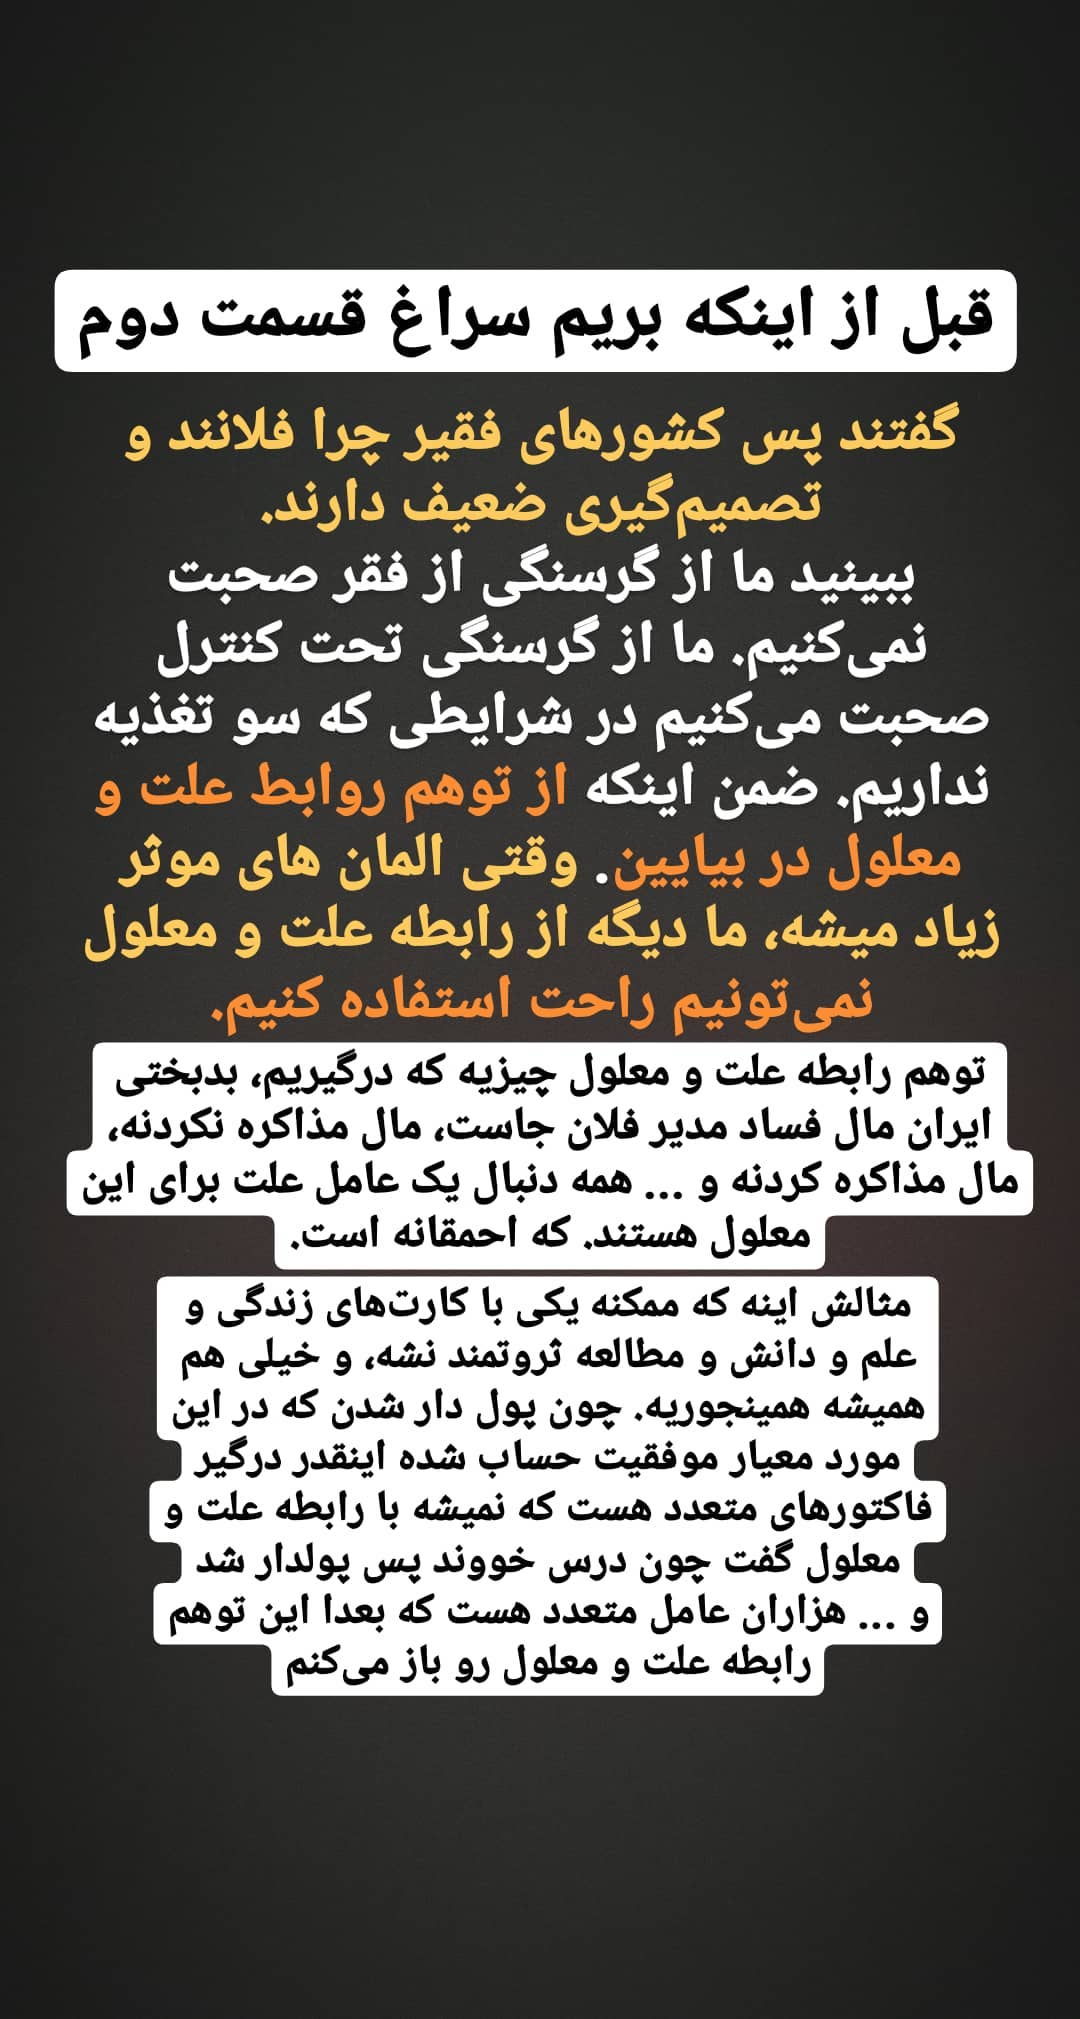 قبل از اینکه بریم سراغ قسمت دوم
گفتند پس کشورهای فقیر چرا فلانند و
تصمیم‌گیری ضعیف دارند.
ببینید ما از گرسنگی از فقر صحبت
نمی‌کنیم. ما از گرسنگی تحت کنترل
صحبت می‌کنیم در شرایطی که سو تغذیه
نداریم. ضمن اینکه از توهم روابط علت و
معلول در بیایین. وقتی المان های موثر
زیاد میشه، ما دیگه از رابطه علت و معلول
نمی‌تونیم راحت استفاده کنیم.
توهم رابطه علت و معلول چیزیه که درگیریم، بدبختی
ایران مال فساد مدیر فلان جاست، مال مذاکره نکردنه،
مال مذاکره کردنه و ... همه دنبال یک عامل علت برای این
معلول هستند. که احمقانه است.
مثالش اینه که ممکنه یکی با کارت‌های زندگی و
علم و دانش و مطالعه ثروتمند نشه، و خیلی هم
همیشه همینجوریه. چون پول دار شدن که در این
مورد معیار موفقیت حساب شده اینقدر درگیر
فاکتورهای متعدد هست که نمیشه با رابطه علت و
معلول گفت چون درس خووند پس پولدار شد
و ... هزاران عامل متعدد هست که بعدا این توهم
رابطه علت و معلول رو باز می‌کنم